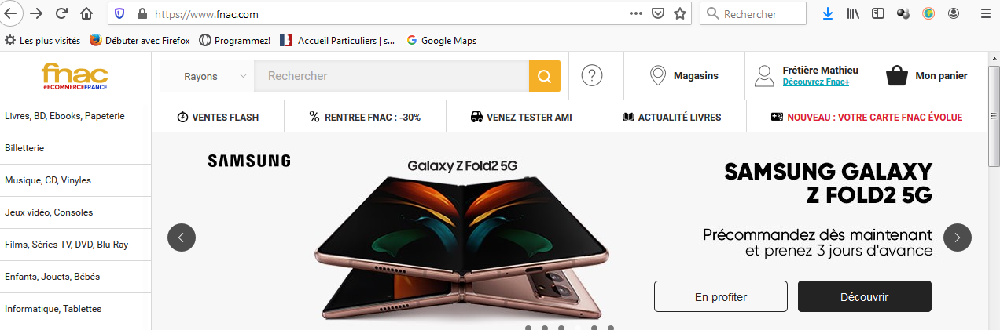 https://www.fnac.com
Rechercher
Les plus visités
Débuter avec Firefox
Programmez!
Accueil Particuliers | s...
Google Maps
fnac
#ECOMMERCEFRANCE
Rayons
Rechercher
Magasins
Frétière Mathieu
Découvrez Fnac+
Mon panier
Livres, BD, Ebooks, Papeterie
Billetterie
Musique, CD, Vinyles
Jeux vidéo, Consoles
Films, Séries TV, DVD, Blu-Ray
Enfants, Jouets, Bébés
Informatique, Tablettes
VENTES FLASH
% RENTREE FNAC : -30%
VENEZ TESTER AMI
ACTUALITÉ LIVRES
NOUVEAU : VOTRE CARTE FNAC ÉVOLUE
SAMSUNG
Galaxy Z Fold2 5G
SAMSUNG GALAXY
Z FOLD2 5G
Précommandez dès maintenant
et prenez 3 jours d'avance
En profiter
Découvrir